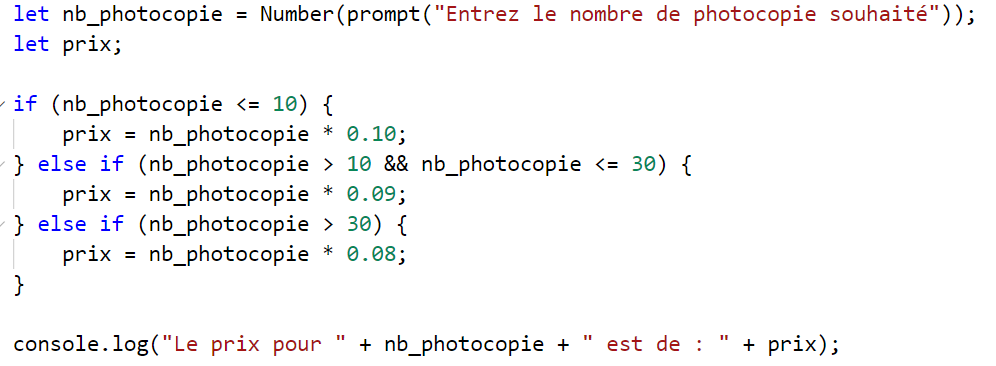 let nb_photocopie = Number(prompt("Entrez le nombre de photocopie souhaité"));
let prix;

if (nb_photocopie <= 10) {
    prix = nb_photocopie * 0.10;
} else if (nb_photocopie > 10 && nb_photocopie <= 30) {
    prix = nb_photocopie * 0.09;
} else if (nb_photocopie > 30) {
    prix = nb_photocopie * 0.08;
}

console.log("Le prix pour " + nb_photocopie + " est de : " + prix);